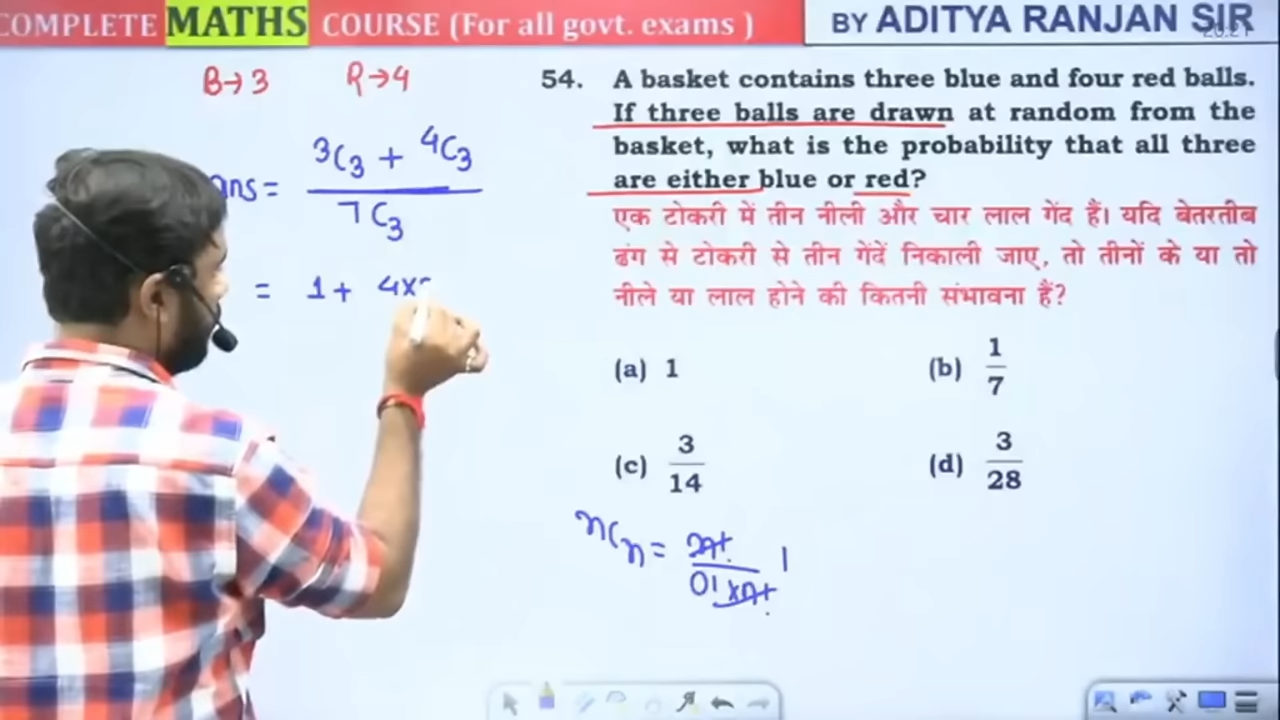 COMPLETE MATHS COURSE (For all govt. exams )
BY ADITYA RANJAN SIR
B→3 R→4
ans = ³C₃ + ⁴C₃ / ⁷C₃
= 1 + 4×
54. A basket contains three blue and four red balls.
If three balls are drawn at random from the
basket, what is the probability that all three
are either blue or red?
एक टोकरी में तीन नीली और चार लाल गेंद हैं। यदि बेतरतीब
ढंग से टोकरी से तीन गेंदें निकाली जाए, तो तीनों के या तो
नीले या लाल होने की कितनी संभावना हैं?
(a) 1 (b) 1/7
(c) 3/14 (d) 3/28
ⁿCₙ = n! / 0! × n! 1